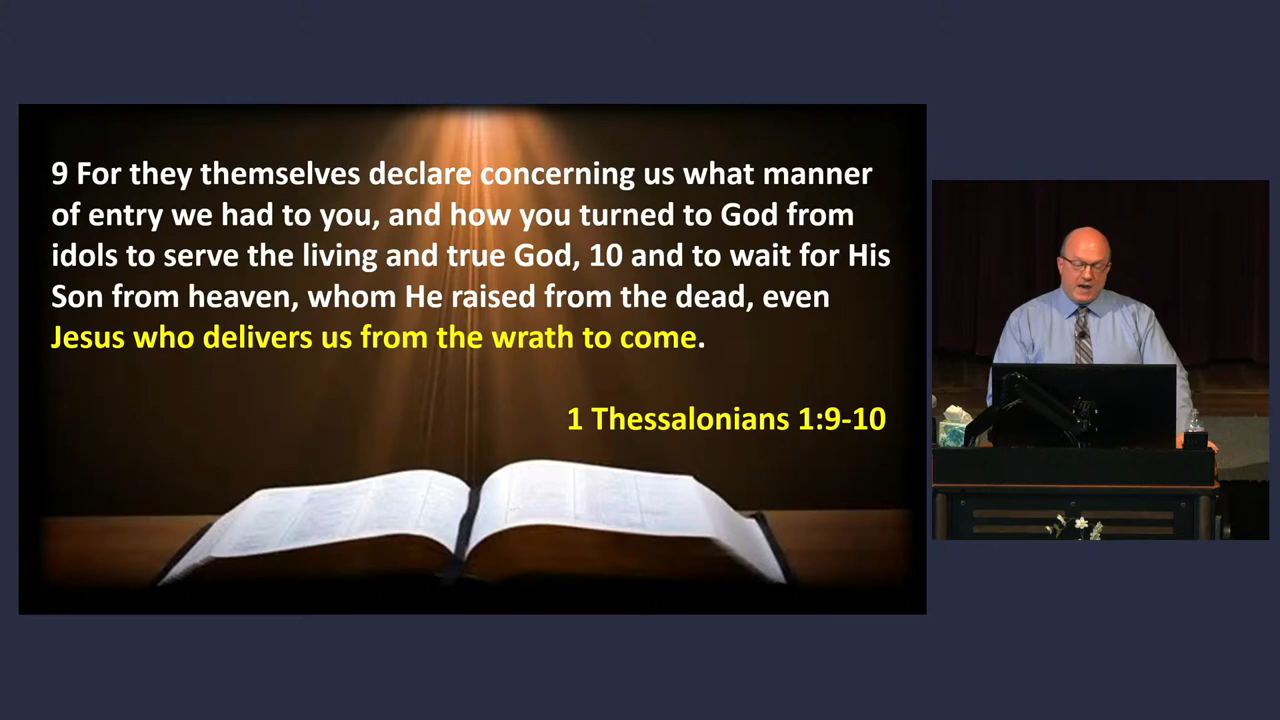 9 For they themselves declare concerning us what manner
of entry we had to you, and how you turned to God from
idols to serve the living and true God, 10 and to wait for His
Son from heaven, whom He raised from the dead, even
Jesus who delivers us from the wrath to come.
1 Thessalonians 1:9-10